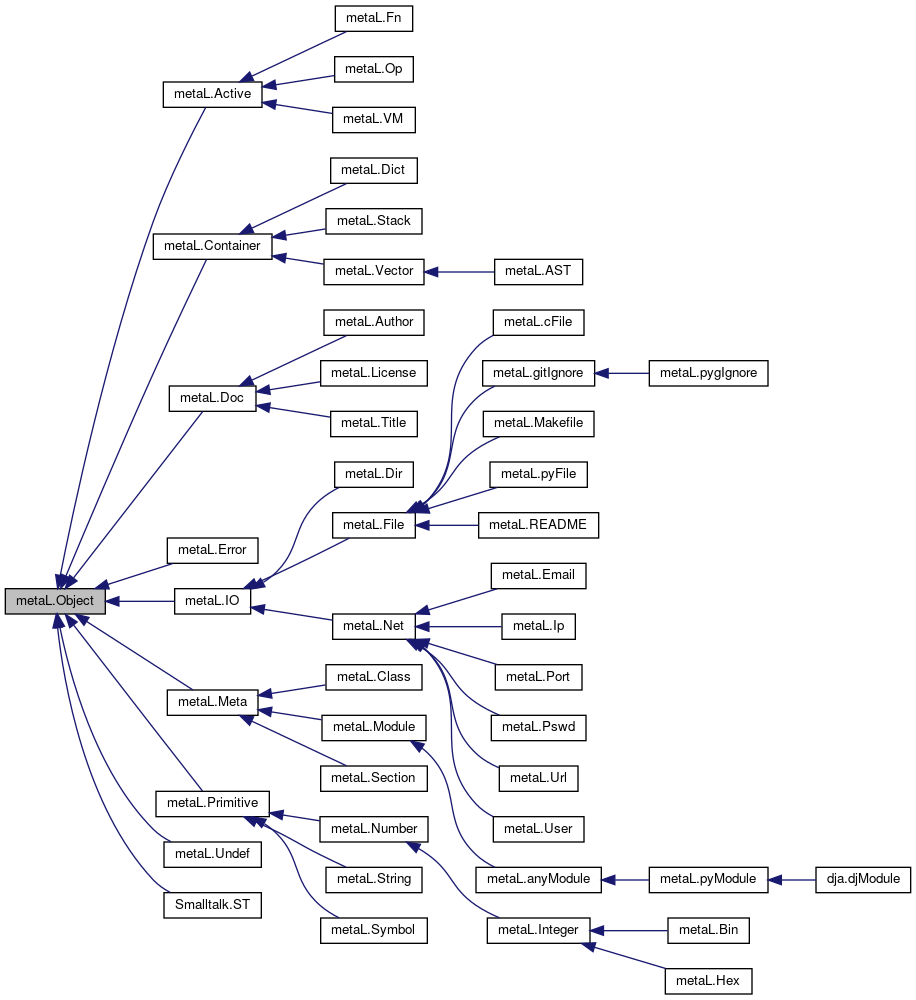 metaL.Fn
metaL.Op
metaL.Active
metaL.VM
metaL.Dict
metaL.Stack
metaL.Container
metaL.Vector
metaL.AST
metaL.Author
metaL.cFile
metaL.License
metaL.gitIgnore
metaL.pygIgnore
metaL.Doc
metaL.Title
metaL.Makefile
metaL.Dir
metaL.pyFile
metaL.File
metaL.README
metaL.Error
metaL.Email
metaL.Object
metaL.IO
metaL.Net
metaL.Ip
metaL.Class
metaL.Port
metaL.Meta
metaL.Module
metaL.Pswd
metaL.Section
metaL.Url
metaL.Primitive
metaL.Number
metaL.User
metaL.Undef
metaL.String
metaL.anyModule
metaL.pyModule
dja.djModule
Smalltalk.ST
metaL.Symbol
metaL.Integer
metaL.Bin
metaL.Hex